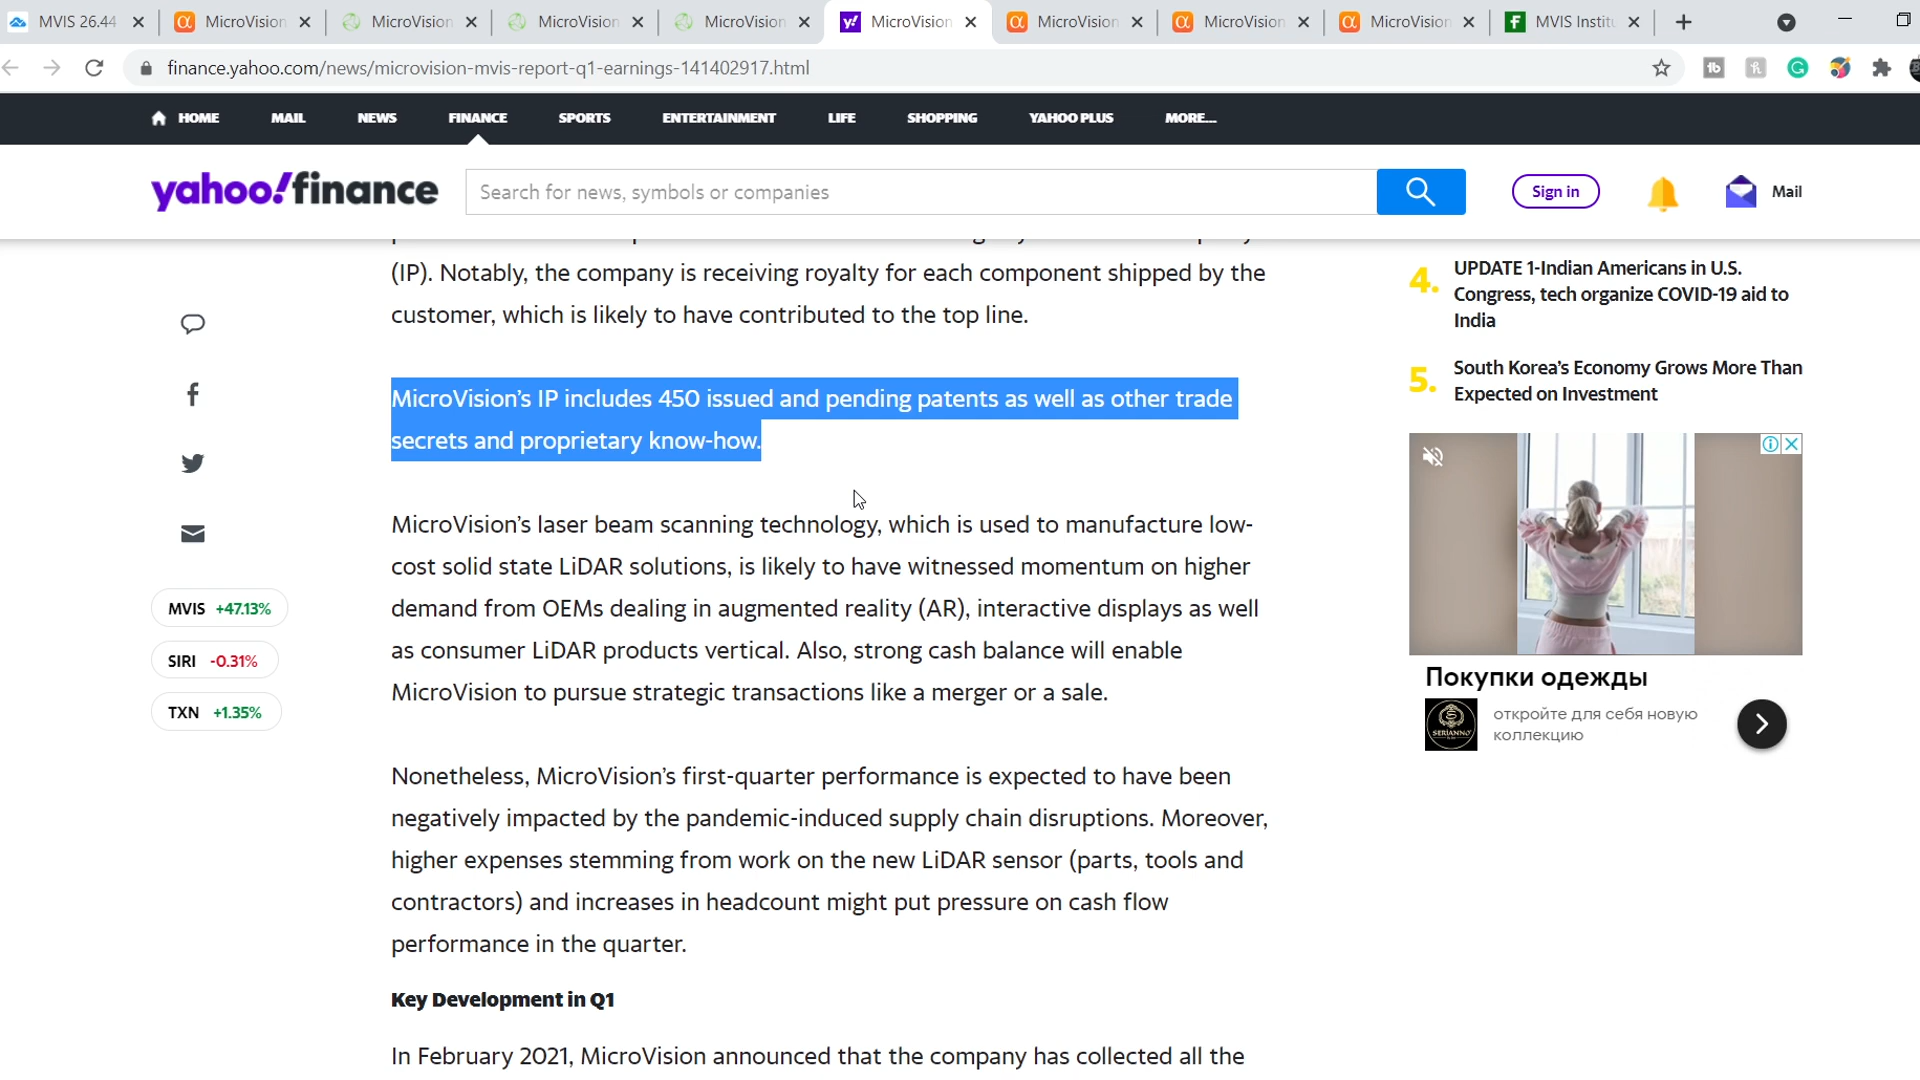 MVIS 26.44
MicroVision
MicroVision
MicroVision
MicroVision
MicroVision
MicroVision
MicroVision
MicroVision
MVIS Institu
finance.yahoo.com/news/microvision-mvis-report-q1-earnings-141402917.html
HOME MAIL NEWS FINANCE SPORTS ENTERTAINMENT LIFE SHOPPING YAHOO PLUS MORE...
yahoo!finance
Search for news, symbols or companies
Sign in
Mail
(IP). Notably, the company is receiving royalty for each component shipped by the
customer, which is likely to have contributed to the top line.
MicroVision's IP includes 450 issued and pending patents as well as other trade
secrets and proprietary know-how.
MicroVision's laser beam scanning technology, which is used to manufacture low-
cost solid state LiDAR solutions, is likely to have witnessed momentum on higher
demand from OEMs dealing in augmented reality (AR), interactive displays as well
as consumer LiDAR products vertical. Also, strong cash balance will enable
MicroVision to pursue strategic transactions like a merger or a sale.
Nonetheless, MicroVision's first-quarter performance is expected to have been
negatively impacted by the pandemic-induced supply chain disruptions. Moreover,
higher expenses stemming from work on the new LiDAR sensor (parts, tools and
contractors) and increases in headcount might put pressure on cash flow
performance in the quarter.
Key Development in Q1
In February 2021, MicroVision announced that the company has collected all the
MVIS +47.13%
SIRI -0.31%
TXN +1.35%
4. UPDATE 1-Indian Americans in U.S.
Congress, tech organize COVID-19 aid to
India
5. South Korea's Economy Grows More Than
Expected on Investment
Покупки одежды
SERIANNO
откройте для себя новую
коллекцию